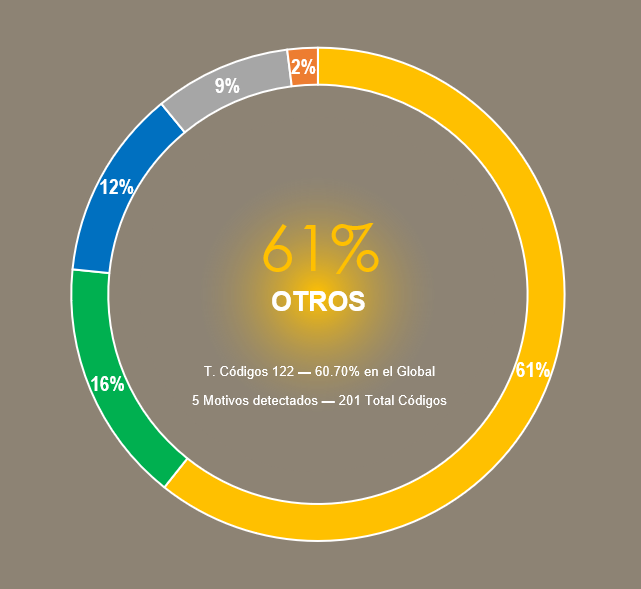 2%
9%
12%
61%
OTROS
T. Códigos 122 — 60.70% en el Global
61%
16%
5 Motivos detectados — 201 Total Códigos